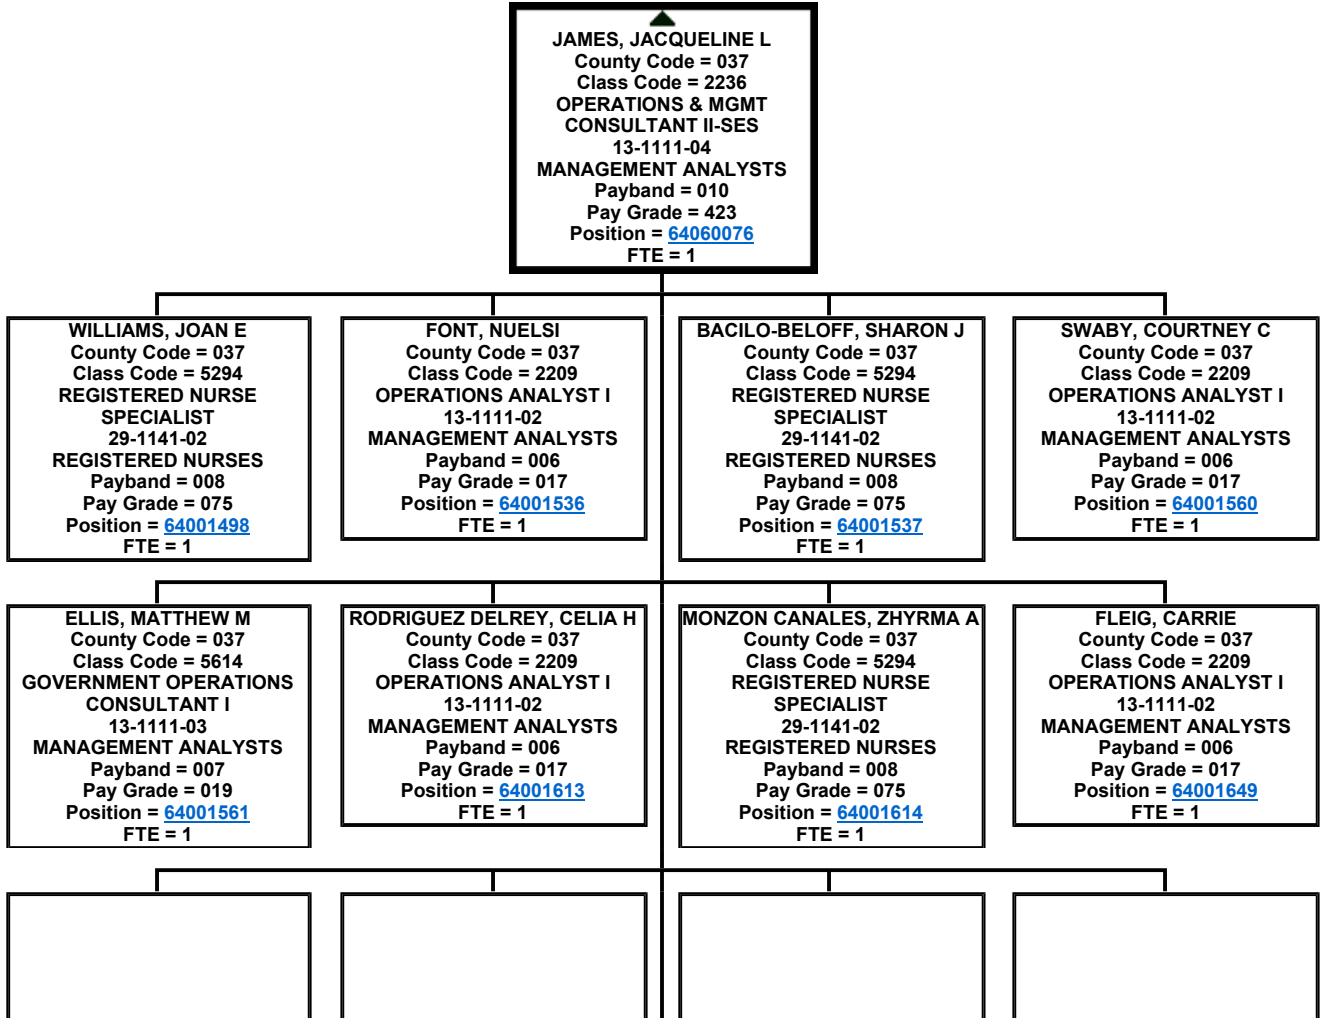 JAMES, JACQUELINE L
County Code = 037
Class Code = 2236
OPERATIONS & MGMT
CONSULTANT II-SES
13-1111-04
MANAGEMENT ANALYSTS
Payband = 010
Pay Grade = 423
Position = 64060076
FTE = 1
WILLIAMS, JOAN E
County Code = 037
Class Code = 5294
REGISTERED NURSE
SPECIALIST
29-1141-02
REGISTERED NURSES
Payband = 008
Pay Grade = 075
Position = 64001498
FTE = 1
FONT, NUELSI
County Code = 037
Class Code = 2209
OPERATIONS ANALYST I
13-1111-02
MANAGEMENT ANALYSTS
Payband = 006
Pay Grade = 017
Position = 64001536
FTE = 1
BACILO-BELOFF, SHARON J
County Code = 037
Class Code = 5294
REGISTERED NURSE
SPECIALIST
29-1141-02
REGISTERED NURSES
Payband = 008
Pay Grade = 075
Position = 64001537
FTE = 1
SWABY, COURTNEY C
County Code = 037
Class Code = 2209
OPERATIONS ANALYST I
13-1111-02
MANAGEMENT ANALYSTS
Payband = 006
Pay Grade = 017
Position = 64001560
FTE = 1
ELLIS, MATTHEW M
County Code = 037
Class Code = 5614
GOVERNMENT OPERATIONS
CONSULTANT I
13-1111-03
MANAGEMENT ANALYSTS
Payband = 007
Pay Grade = 019
Position = 64001561
FTE = 1
RODRIGUEZ DELREY, CELIA H
County Code = 037
Class Code = 2209
OPERATIONS ANALYST I
13-1111-02
MANAGEMENT ANALYSTS
Payband = 006
Pay Grade = 017
Position = 64001613
FTE = 1
MONZON CANALES, ZHYRMA A
County Code = 037
Class Code = 5294
REGISTERED NURSE
SPECIALIST
29-1141-02
REGISTERED NURSES
Payband = 008
Pay Grade = 075
Position = 64001614
FTE = 1
FLEIG, CARRIE
County Code = 037
Class Code = 2209
OPERATIONS ANALYST I
13-1111-02
MANAGEMENT ANALYSTS
Payband = 006
Pay Grade = 017
Position = 64001649
FTE = 1